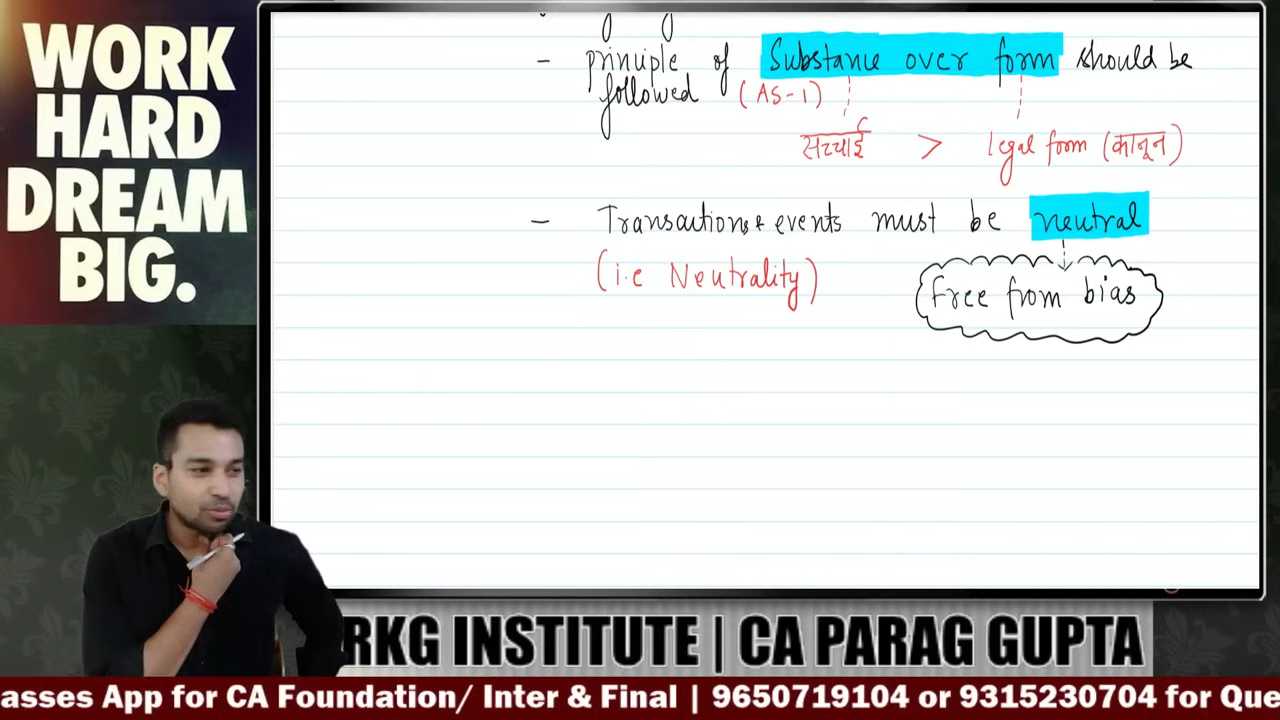 WORK
HARD
DREAM
BIG.
- principle of Substance over form should be
followed (AS-1)
सच्चाई > legal form (कानून)
- Transactions & events must be neutral
(i.e Neutrality)
free from bias
RKG INSTITUTE | CA PARAG GUPTA
asses App for CA Foundation/ Inter & Final | 9650719104 or 9315230704 for Que